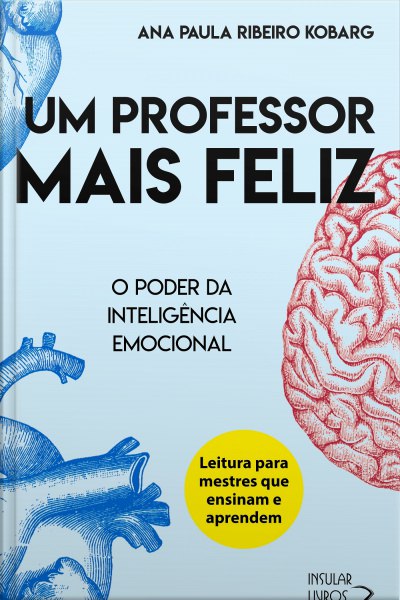 ANA PAULA RIBEIRO KOBARG
UM PROFESSOR
MAIS FELIZ
O PODER DA
INTELIGÊNCIA
EMOCIONAL
Leitura para
mestres que
ensinam e
aprendem
INSULAR
LIVROS